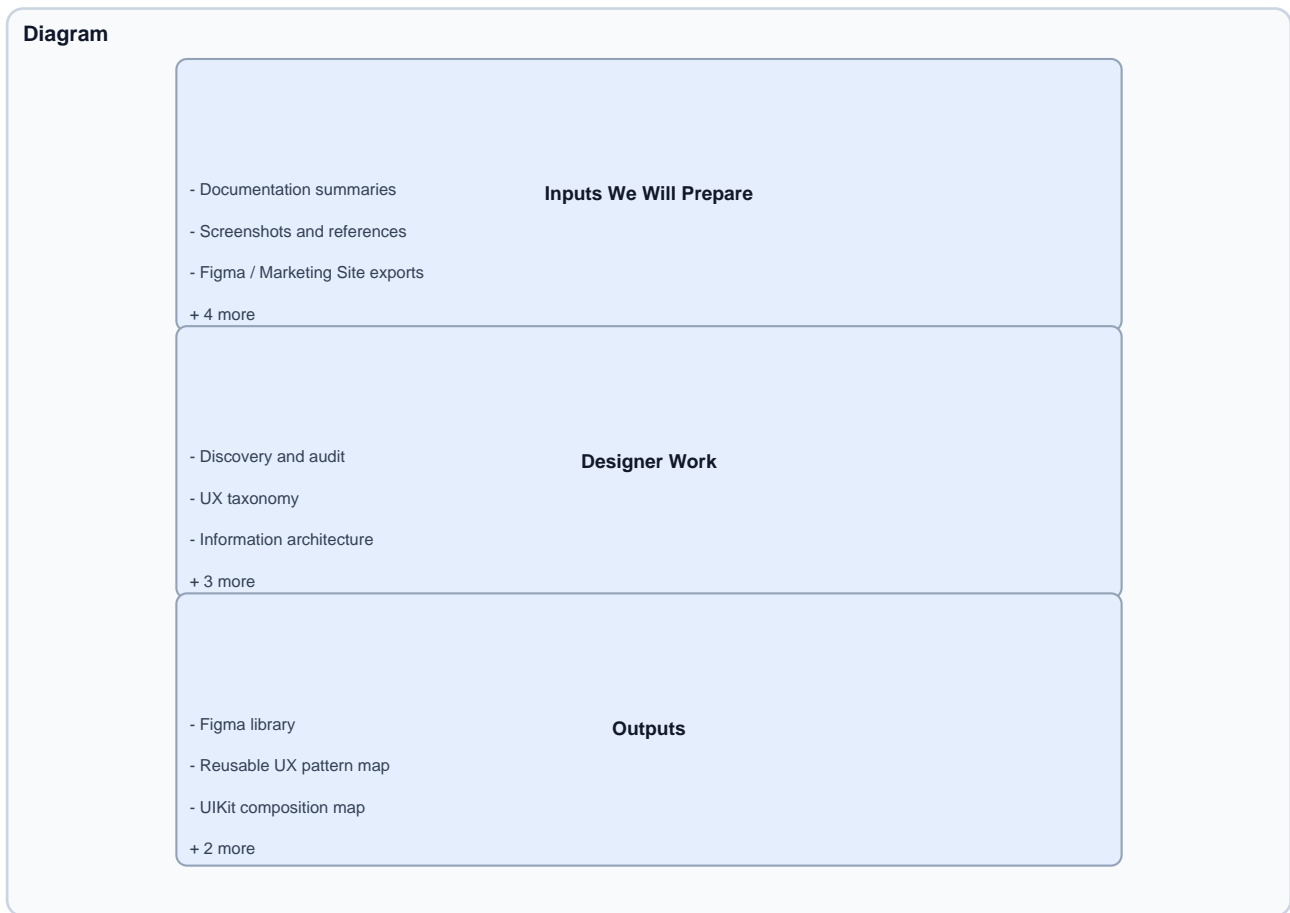 Diagram
Inputs We Will Prepare
- Documentation summaries
- Screenshots and references
- Figma / Marketing Site exports
+ 4 more
Designer Work
- Discovery and audit
- UX taxonomy
- Information architecture
+ 3 more
Outputs
- Figma library
- Reusable UX pattern map
- UIKit composition map
+ 2 more